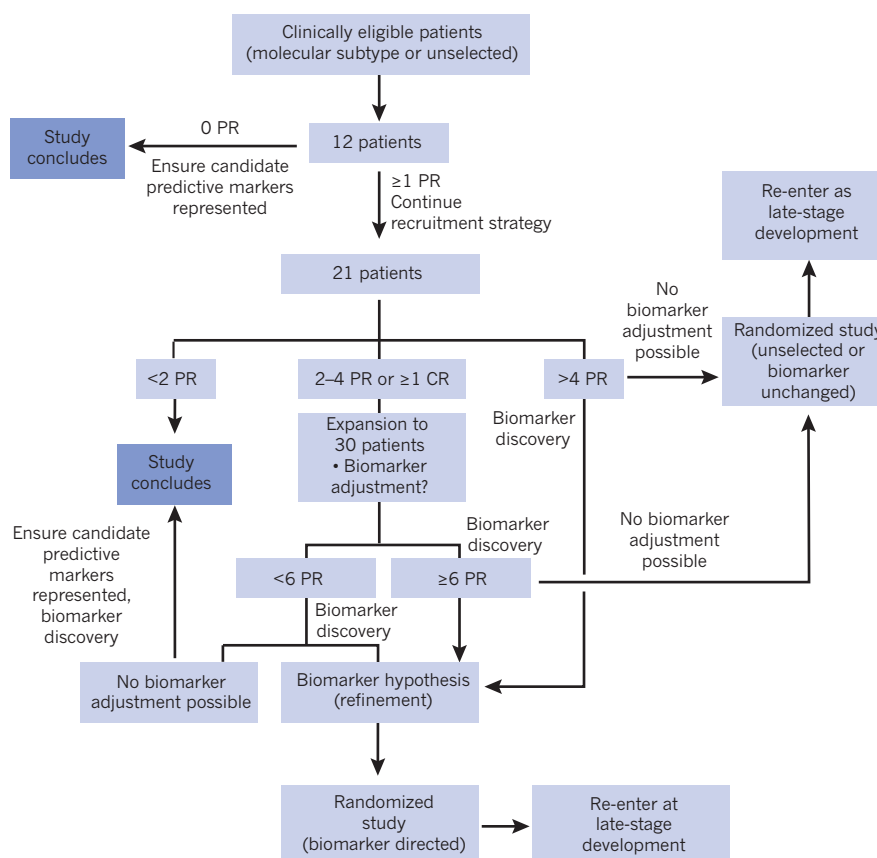 Clinically eligible patients
(molecular subtype or unselected)
0 PR
Study
concludes
12 patients
Ensure candidate
predictive markers
represented
≥1 PR
Continue
recruitment strategy
Re-enter as
late-stage
development
21 patients
No
biomarker
adjustment
possible
Randomized study
(unselected or
biomarker
unchanged)
<2 PR
2–4 PR or ≥1 CR
>4 PR
Expansion to
30 patients
• Biomarker
adjustment?
Biomarker
discovery
Study
concludes
Ensure candidate
predictive
markers
represented,
biomarker
discovery
Biomarker
discovery
No biomarker adjustment
possible
<6 PR
≥6 PR
Biomarker
discovery
No biomarker
adjustment possible
Biomarker hypothesis
(refinement)
Randomized
study
(biomarker directed)
Re-enter at
late-stage
development